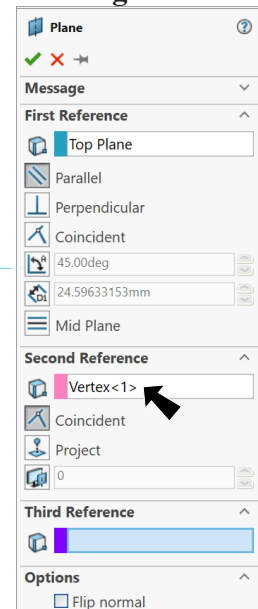 Plane
Message
First Reference
Top Plane
Parallel
Perpendicular
Coincident
45.00deg
24.59633153mm
Mid Plane
Second Reference
Vertex<1>
Coincident
Project
0
Third Reference
Options
Flip normal